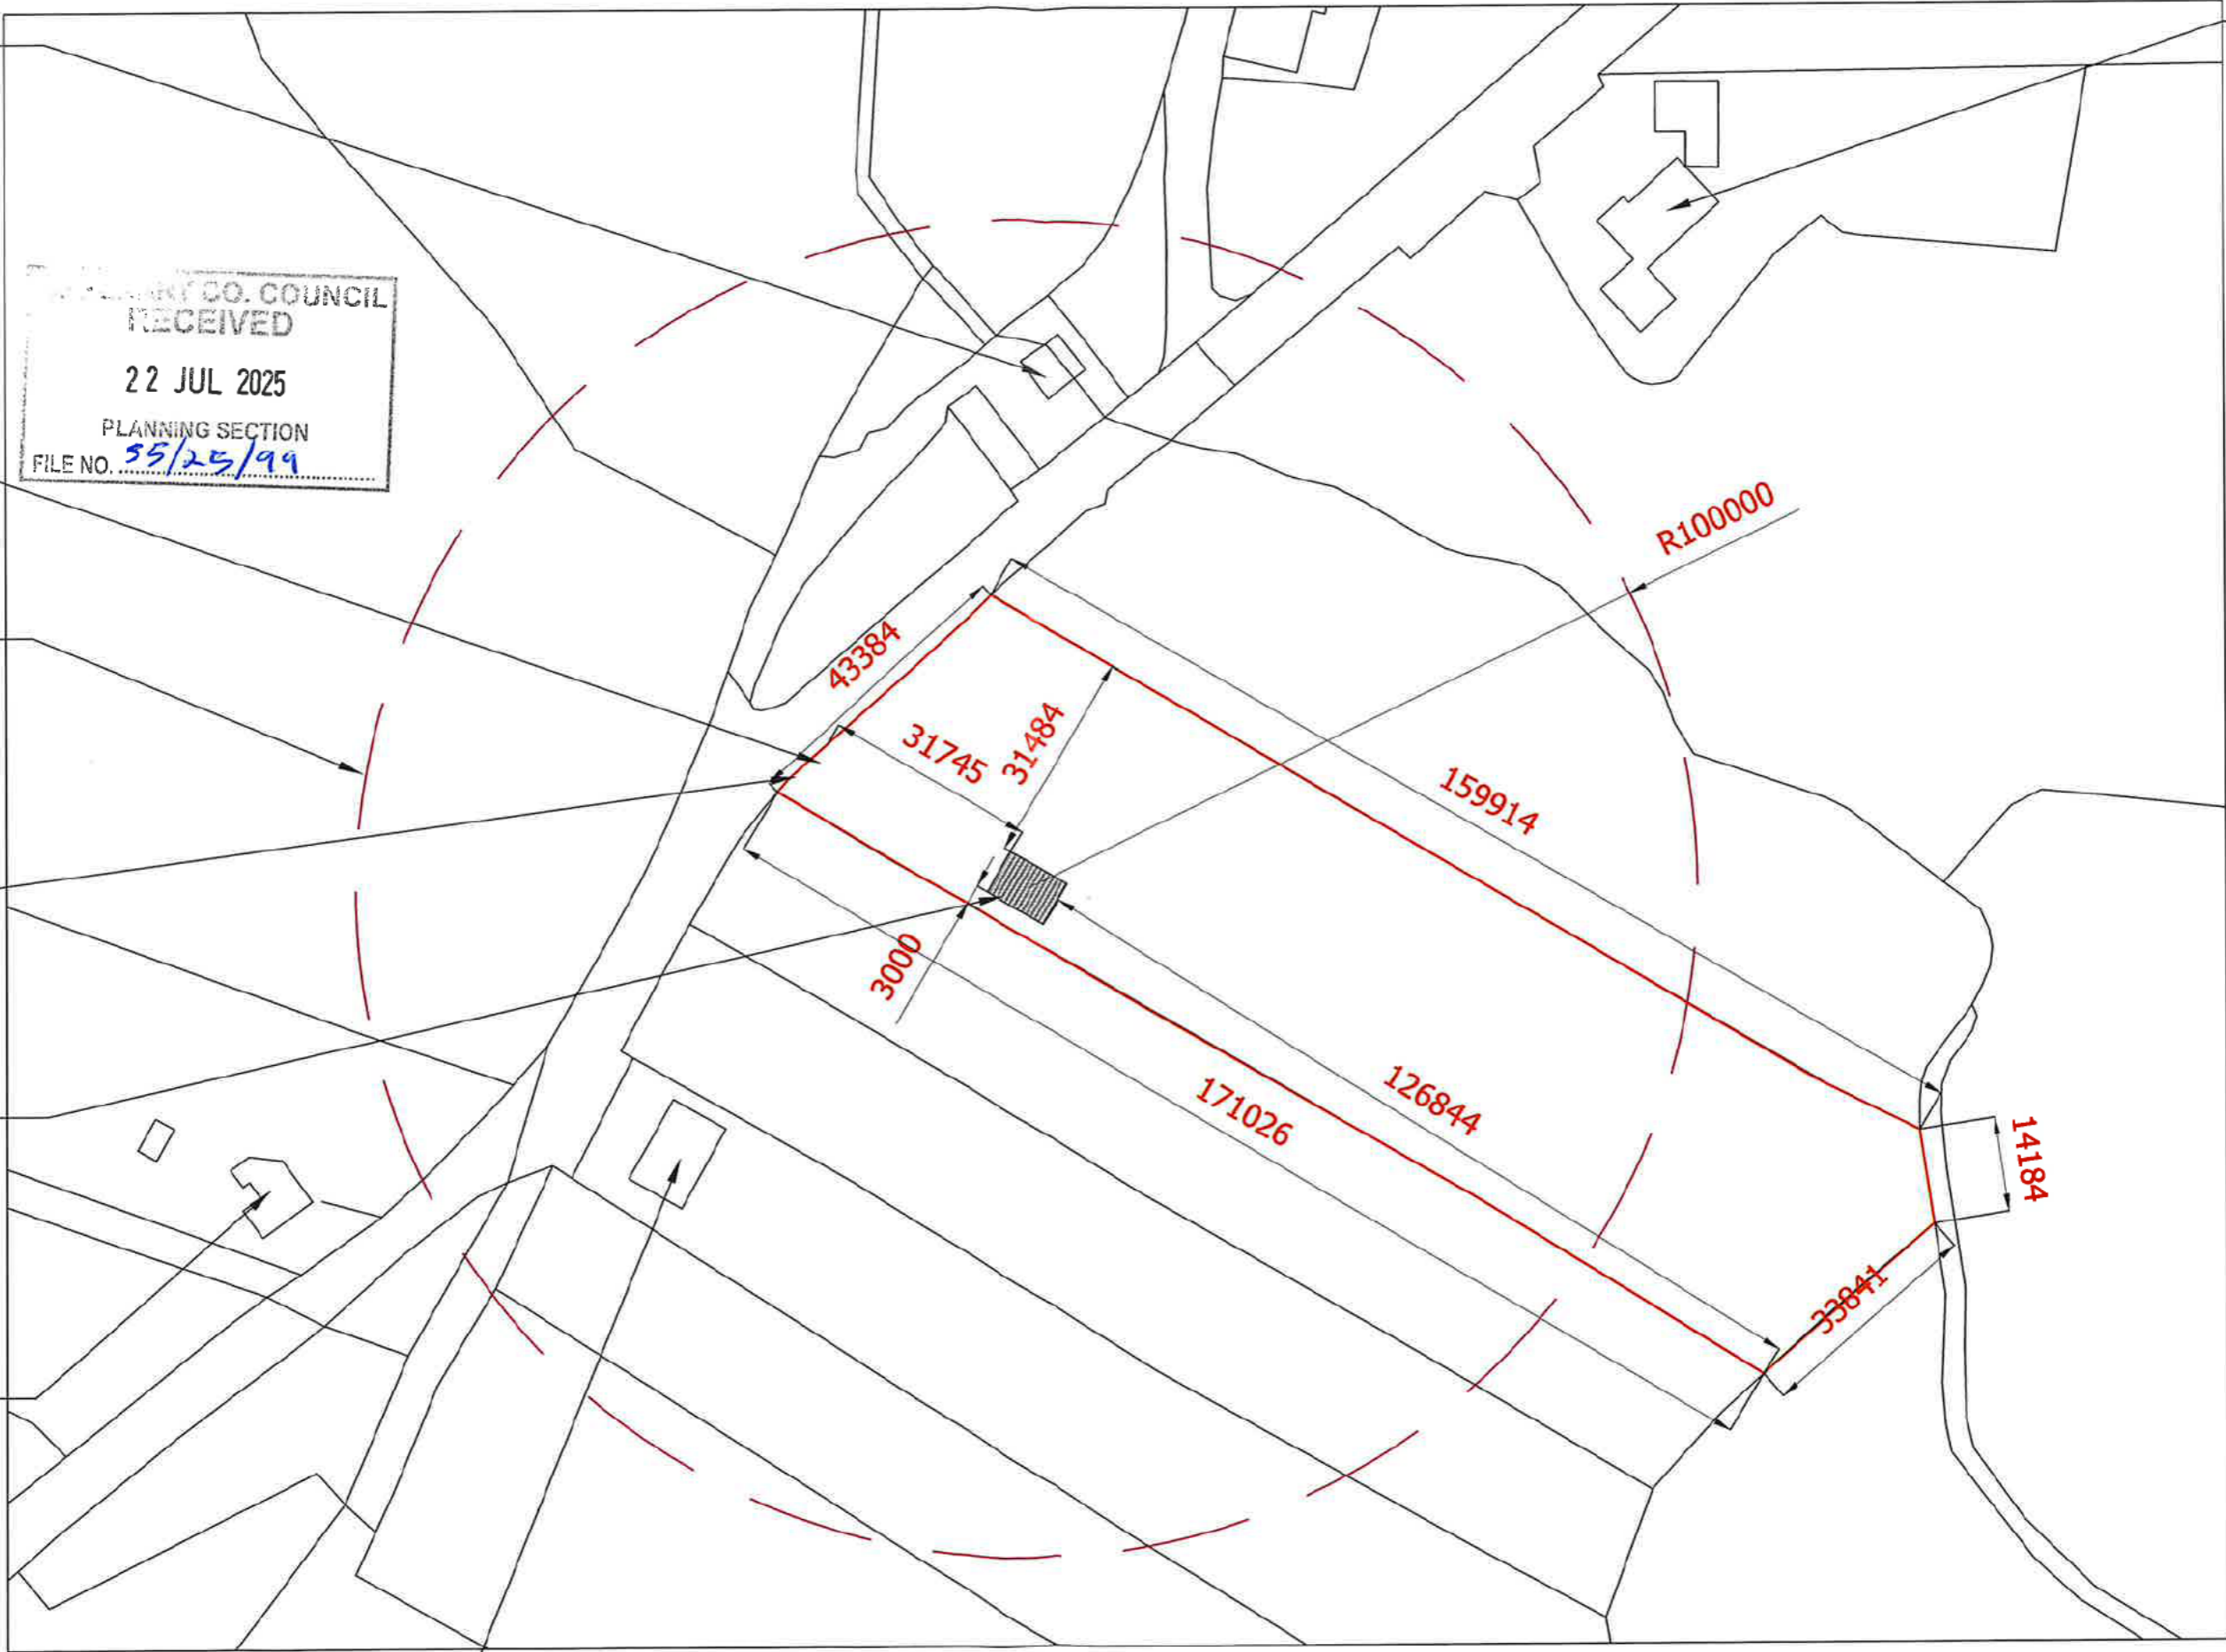 CO. COUNCIL
RECEIVED
22 JUL 2025
PLANNING SECTION
FILE NO. S5/25/99
R100000
43384
31745
31484
159914
3000
126844
171026
14184
33841